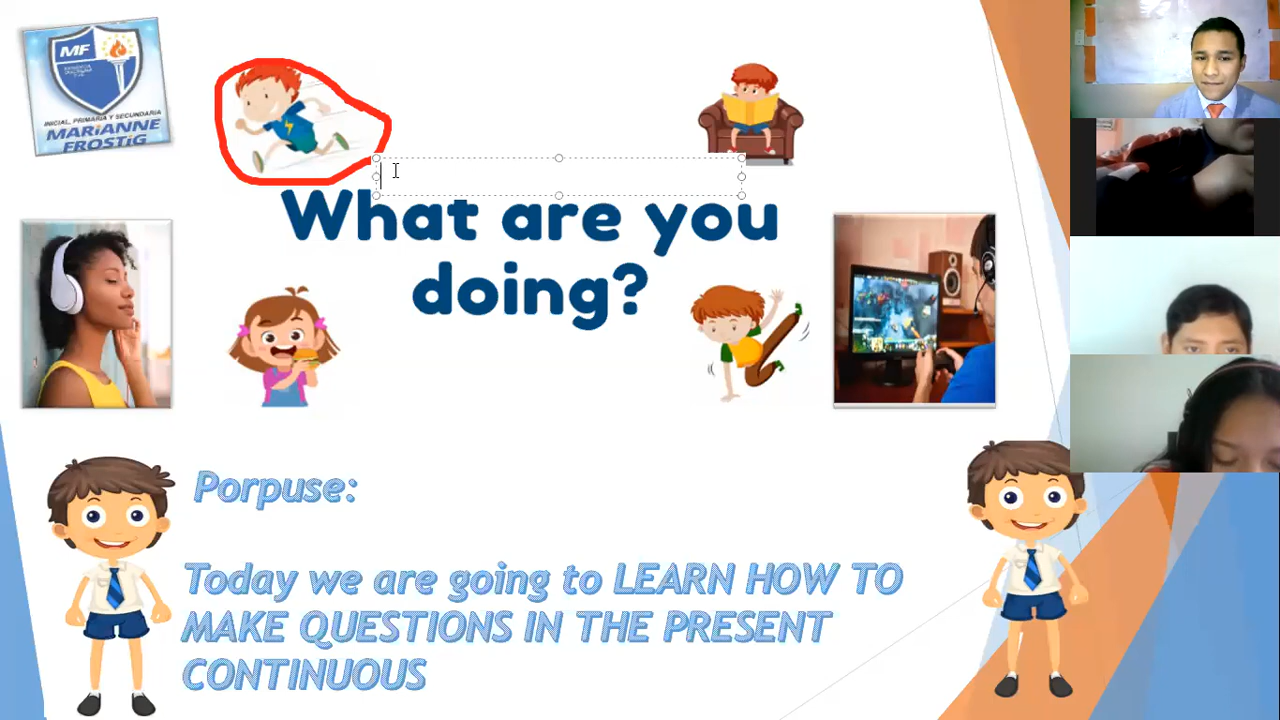 MF
INICIAL, PRIMARIA Y SECUNDARIA
MARIANNE
FROSTIG
What are you
doing?
Porpuse:
Today we are going to LEARN HOW TO
MAKE QUESTIONS IN THE PRESENT
CONTINUOUS